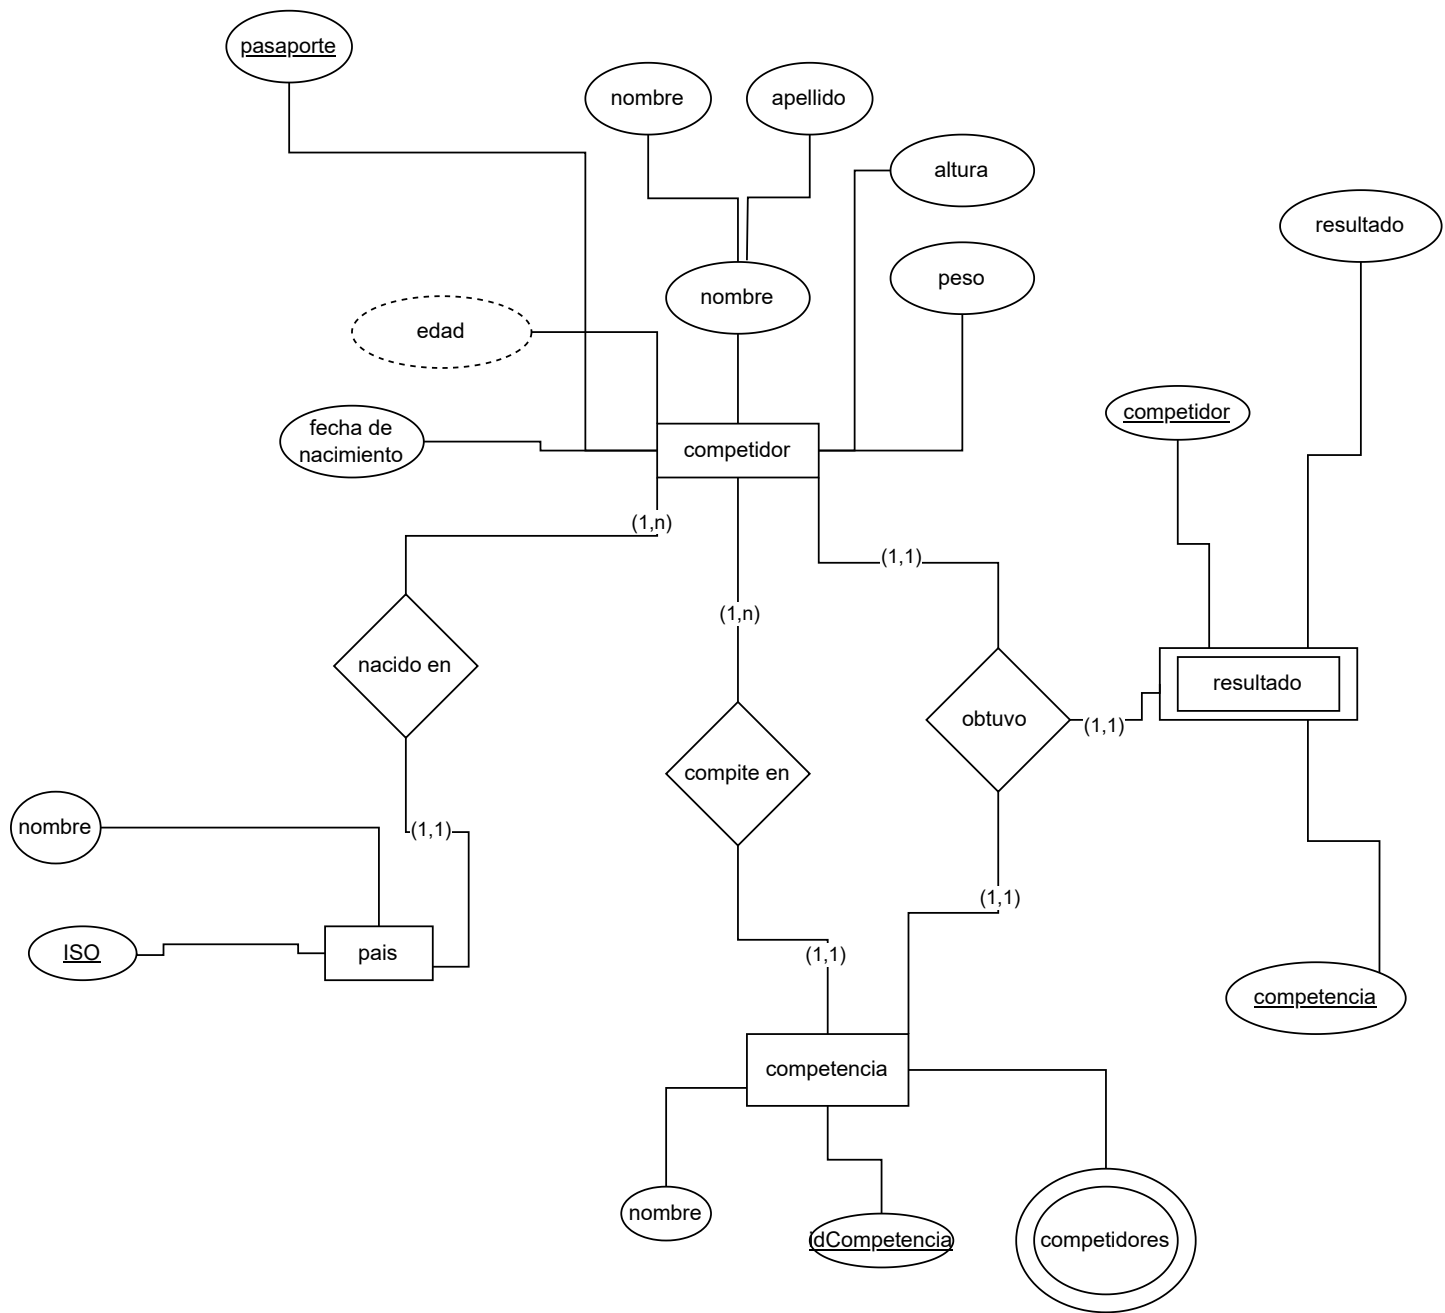 pasaporte
nombre
apellido
altura
resultado
peso
nombre
edad
competidor
fecha de
nacimiento
competidor
(1,n)
(1,1)
(1,n)
nacido en
resultado
obtuvo
(1,1)
compite en
nombre
(1,1)
(1,1)
ISO
pais
(1,1)
competencia
competencia
nombre
idCompetencia
competidores